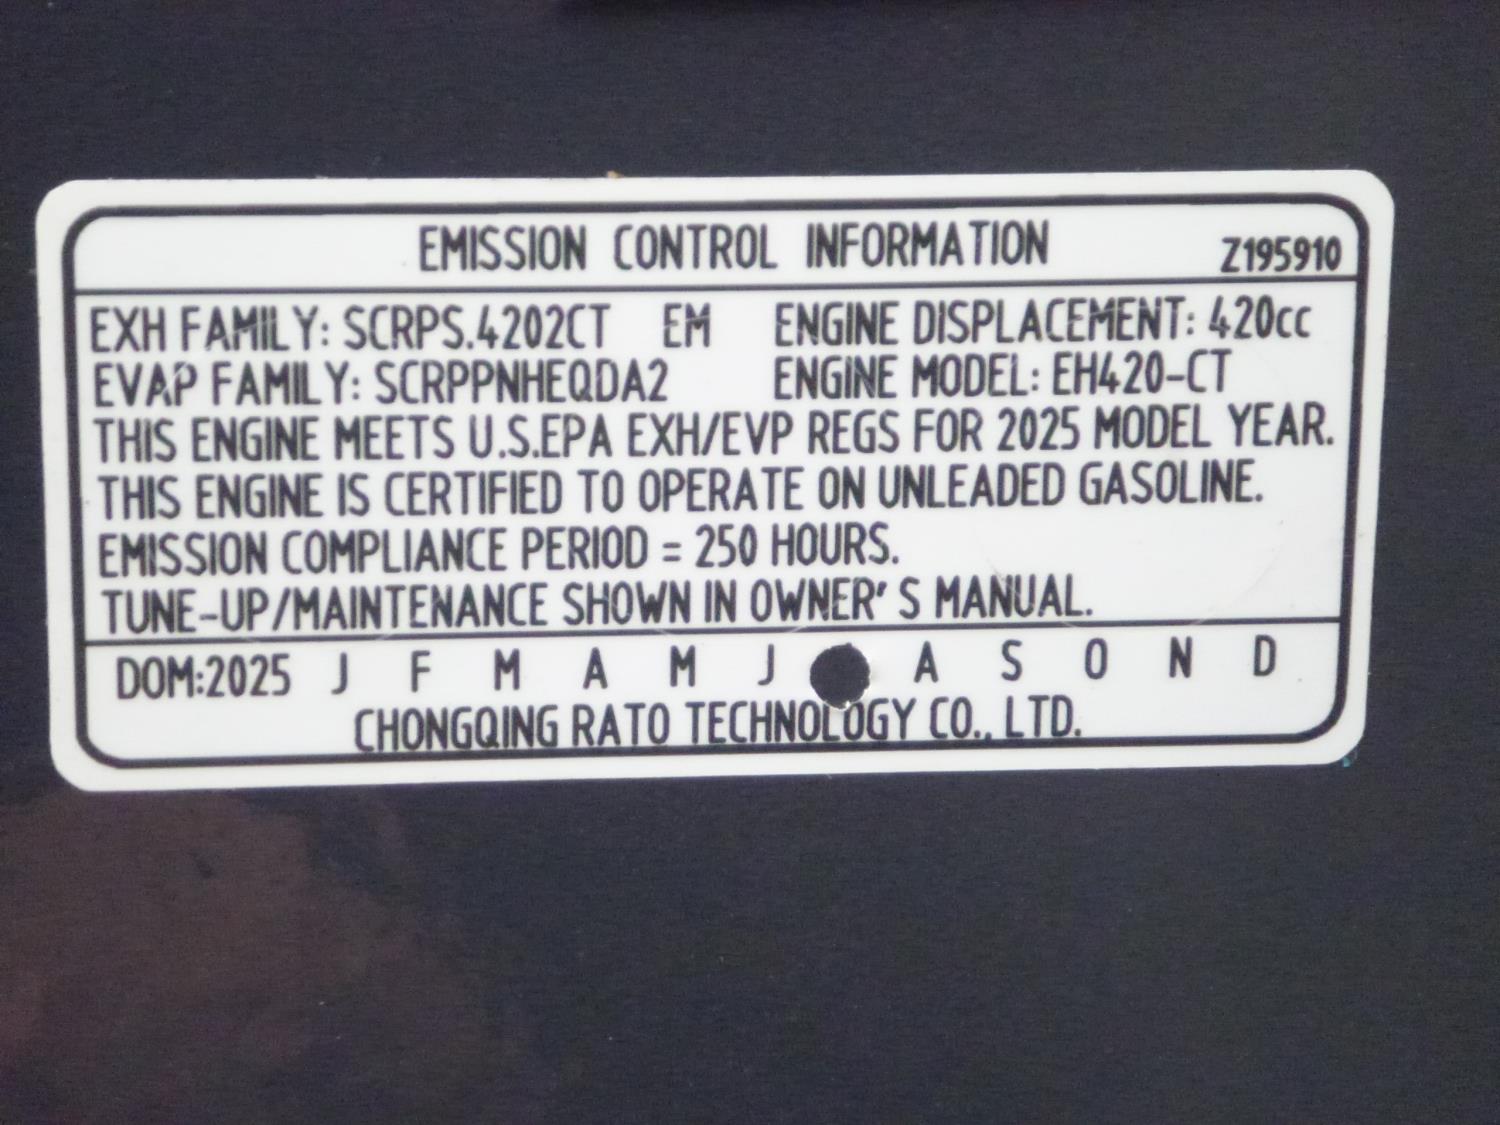 EMISSION CONTROL INFORMATION Z195910
EXH FAMILY: SCRPS.4202CT EM ENGINE DISPLACEMENT: 420cc
EVAP FAMILY: SCRPPNHEQDA2 ENGINE MODEL: EH420-CT
THIS ENGINE MEETS U.S.EPA EXH/EVP REGS FOR 2025 MODEL YEAR.
THIS ENGINE IS CERTIFIED TO OPERATE ON UNLEADED GASOLINE.
EMISSION COMPLIANCE PERIOD = 250 HOURS.
TUNE-UP/MAINTENANCE SHOWN IN OWNER'S MANUAL.
DOM:2025 J F M A M J A S O N D
CHONGQING RATO TECHNOLOGY CO., LTD.